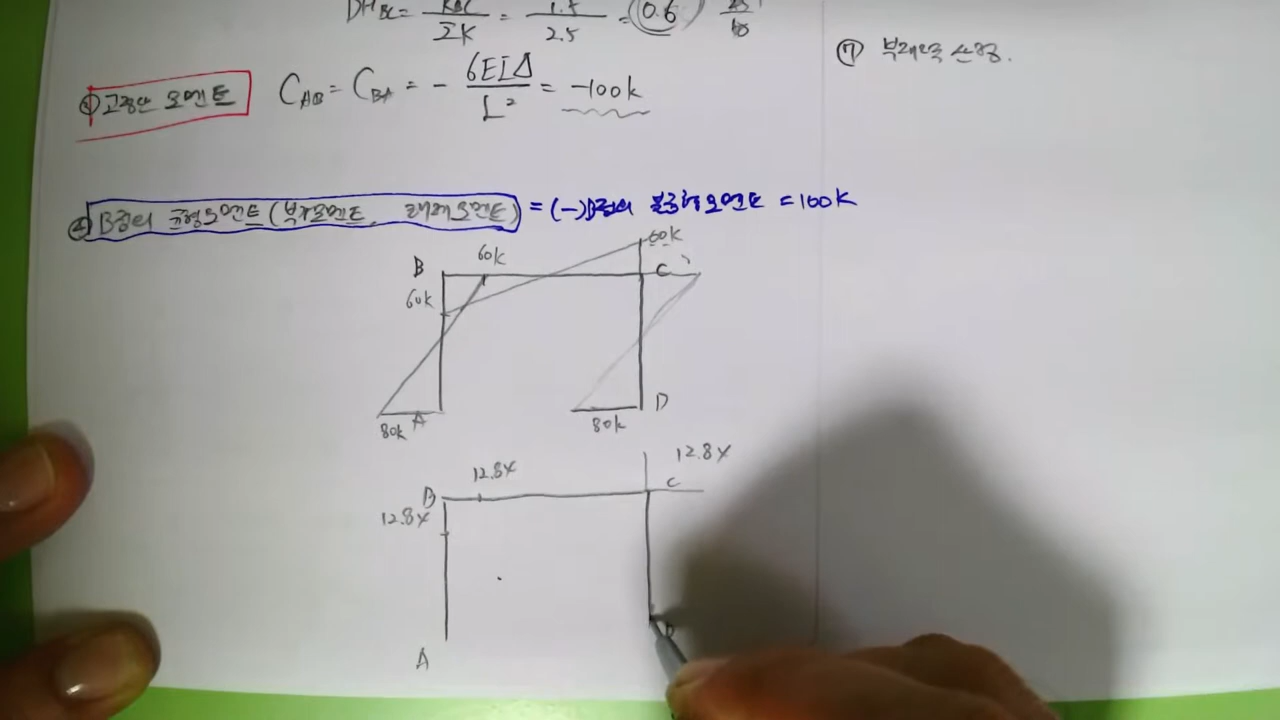 DH_BC = K_BC / ΣK = 1.5 / 2.5 = 0.6
⑦ 부재력 산정.
③ 고정단 모멘트 C_AB = C_BA = - 6EIΔ / L² = -100k
④ B점의 균형모멘트(분배모멘트, 해제모멘트) = (-)B점의 불균형모멘트 = 100k
60k
60k
B
C
60k
A
80k
D
80k
12.8x
12.8x
B
C
12.8x
A
D